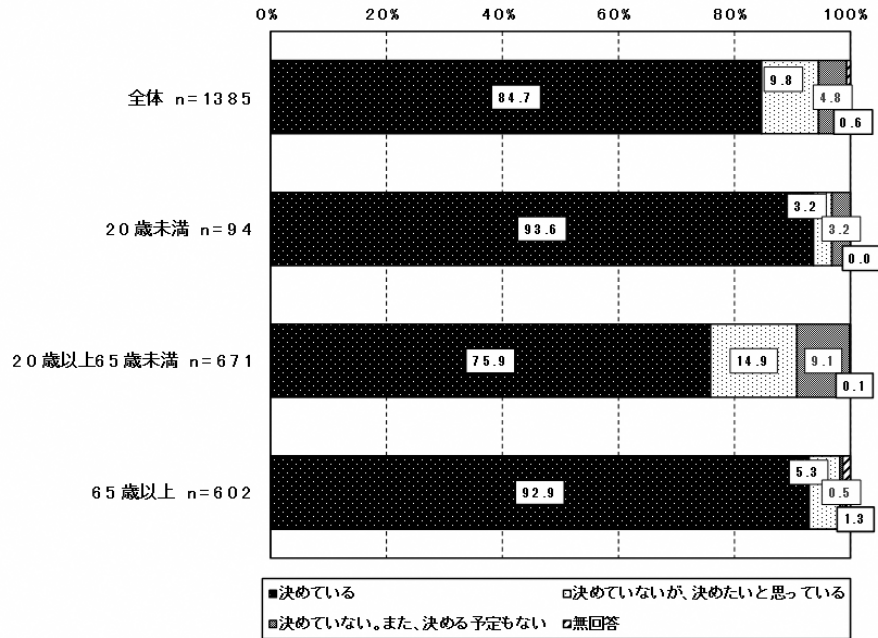 0% 20% 40% 60% 80% 100%
全体 n=1385 84.7 9.8 4.8 0.6
20歳未満 n=94 93.6 3.2 3.2 0.0
20歳以上65歳未満 n=671 75.9 14.9 9.1 0.1
65歳以上 n=602 92.9 5.3 0.5 1.3
決めている 決めていないが、決めたいと思っている
決めていない。また、決める予定もない 無回答